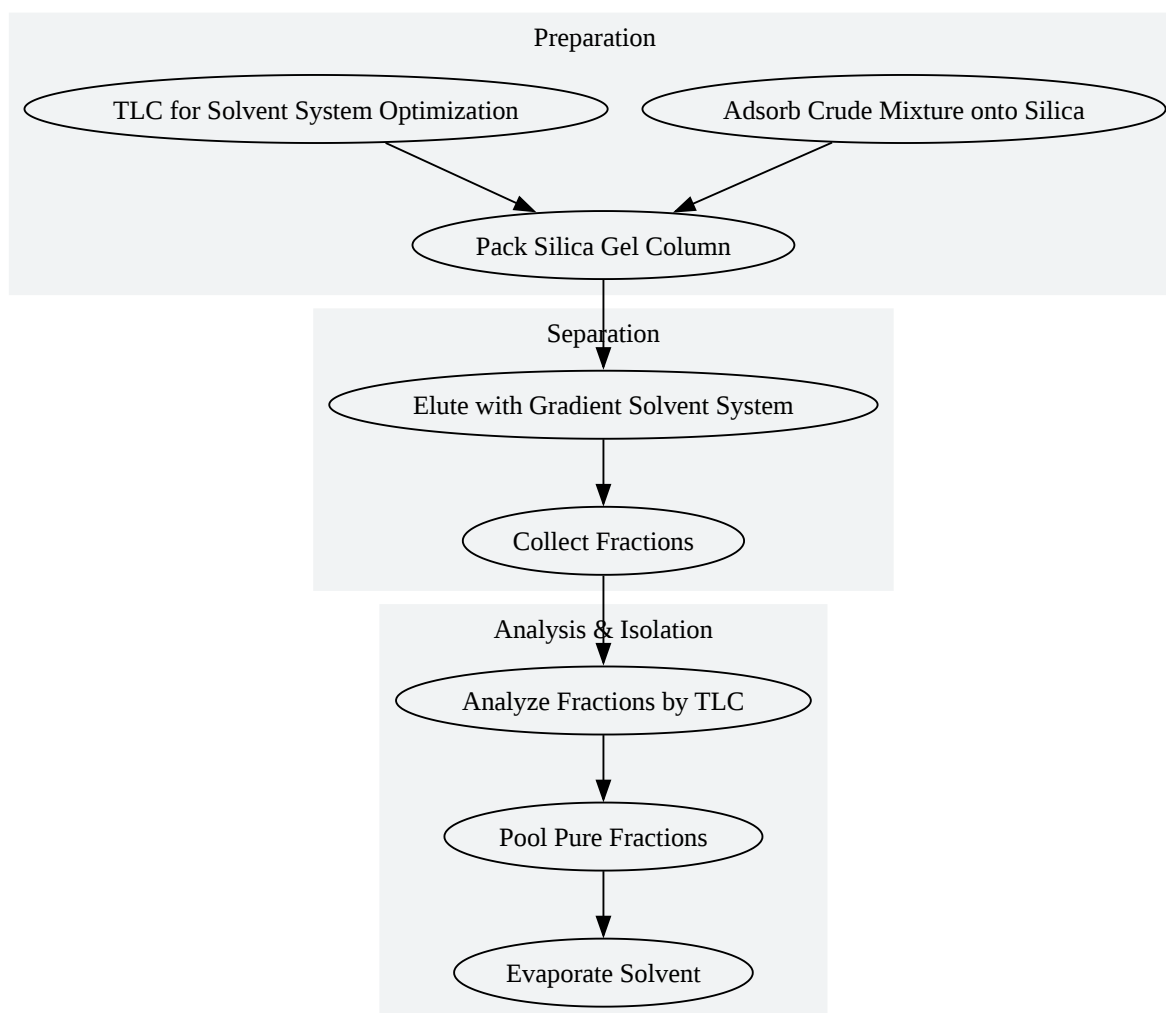 Preparation
TLC for Solvent System Optimization
Adsorb Crude Mixture onto Silica
Pack Silica Gel Column
Separation
Elute with Gradient Solvent System
Collect Fractions
Analysis & Isolation
Analyze Fractions by TLC
Pool Pure Fractions
Evaporate Solvent